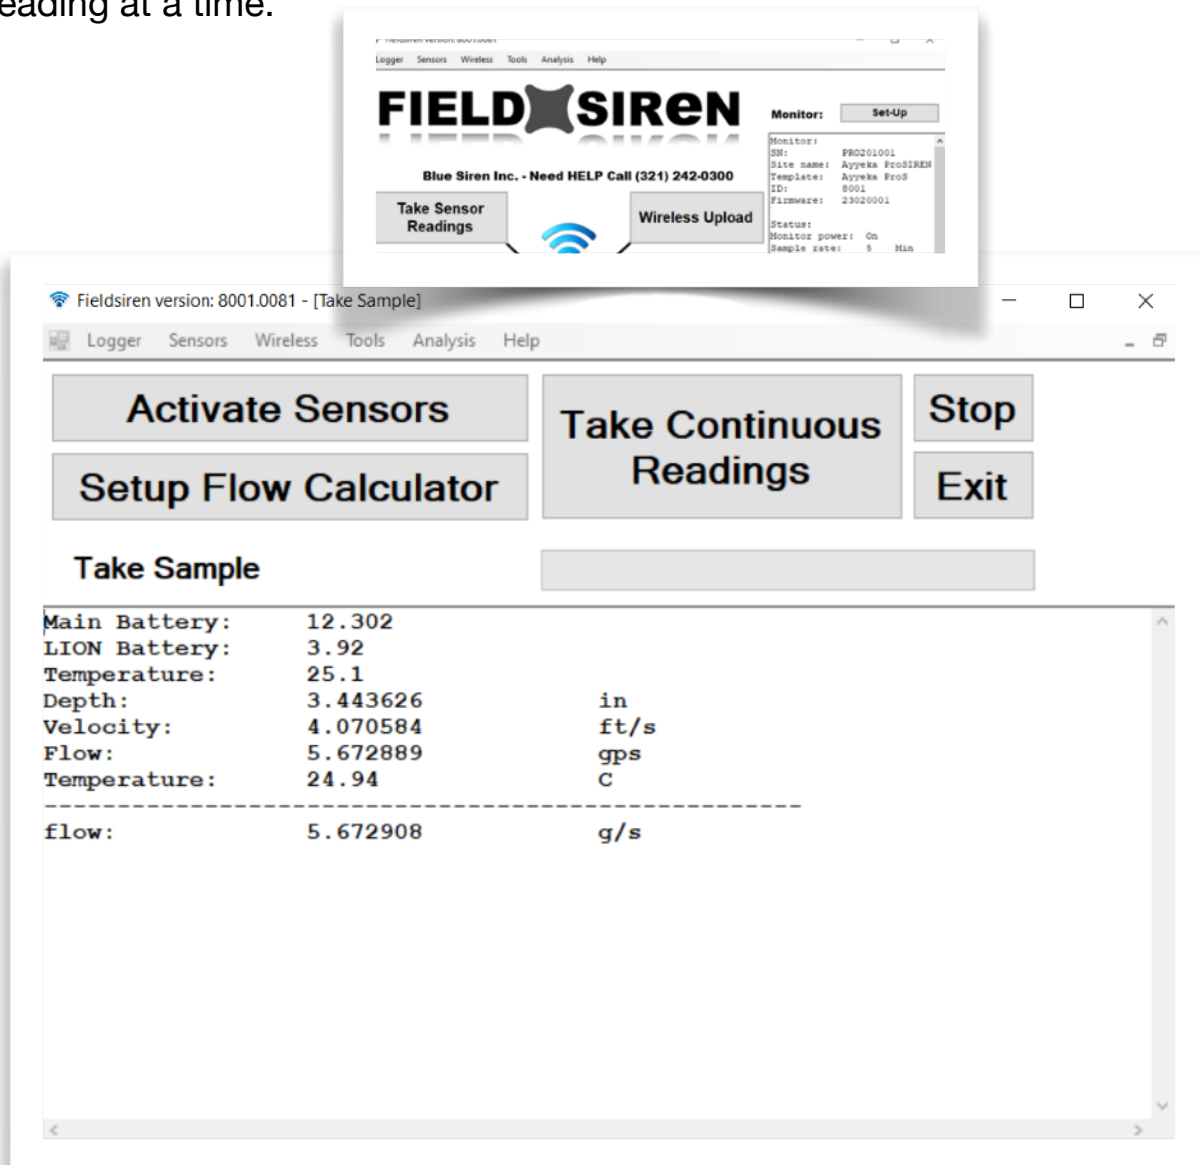 eading at a time.
Fieldsiren version: 8001.0081
Logger Sensors Wireless Tools Analysis Help
FIELD SIReN
Monitor: Set-Up
Blue Siren Inc. - Need HELP Call (321) 242-0300
Take Sensor
Readings
Wireless Upload
Monitor:
SN: PRO201001
Site name: Ayyeka ProSIREN
Template: Ayyeka ProS
ID: 8001
Firmware: 23020001
Status:
Monitor power: On
Sample rate: 5 Min
Fieldsiren version: 8001.0081 - [Take Sample]
Logger Sensors Wireless Tools Analysis Help
Activate Sensors
Setup Flow Calculator
Take Continuous
Readings
Stop
Exit
Take Sample
Main Battery: 12.302
LION Battery: 3.92
Temperature: 25.1
Depth: 3.443626 in
Velocity: 4.070584 ft/s
Flow: 5.672889 gps
Temperature: 24.94 C
----------------------------------------------------
flow: 5.672908 g/s